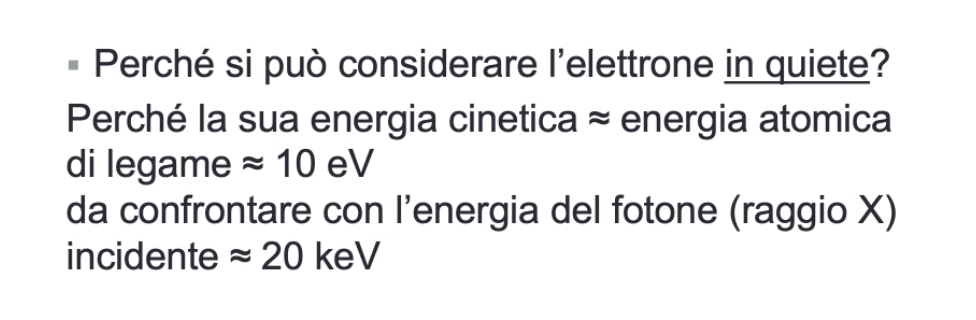 ▪ Perché si può considerare l'elettrone in quiete?
Perché la sua energia cinetica ≈ energia atomica
di legame ≈ 10 eV
da confrontare con l'energia del fotone (raggio X)
incidente ≈ 20 keV